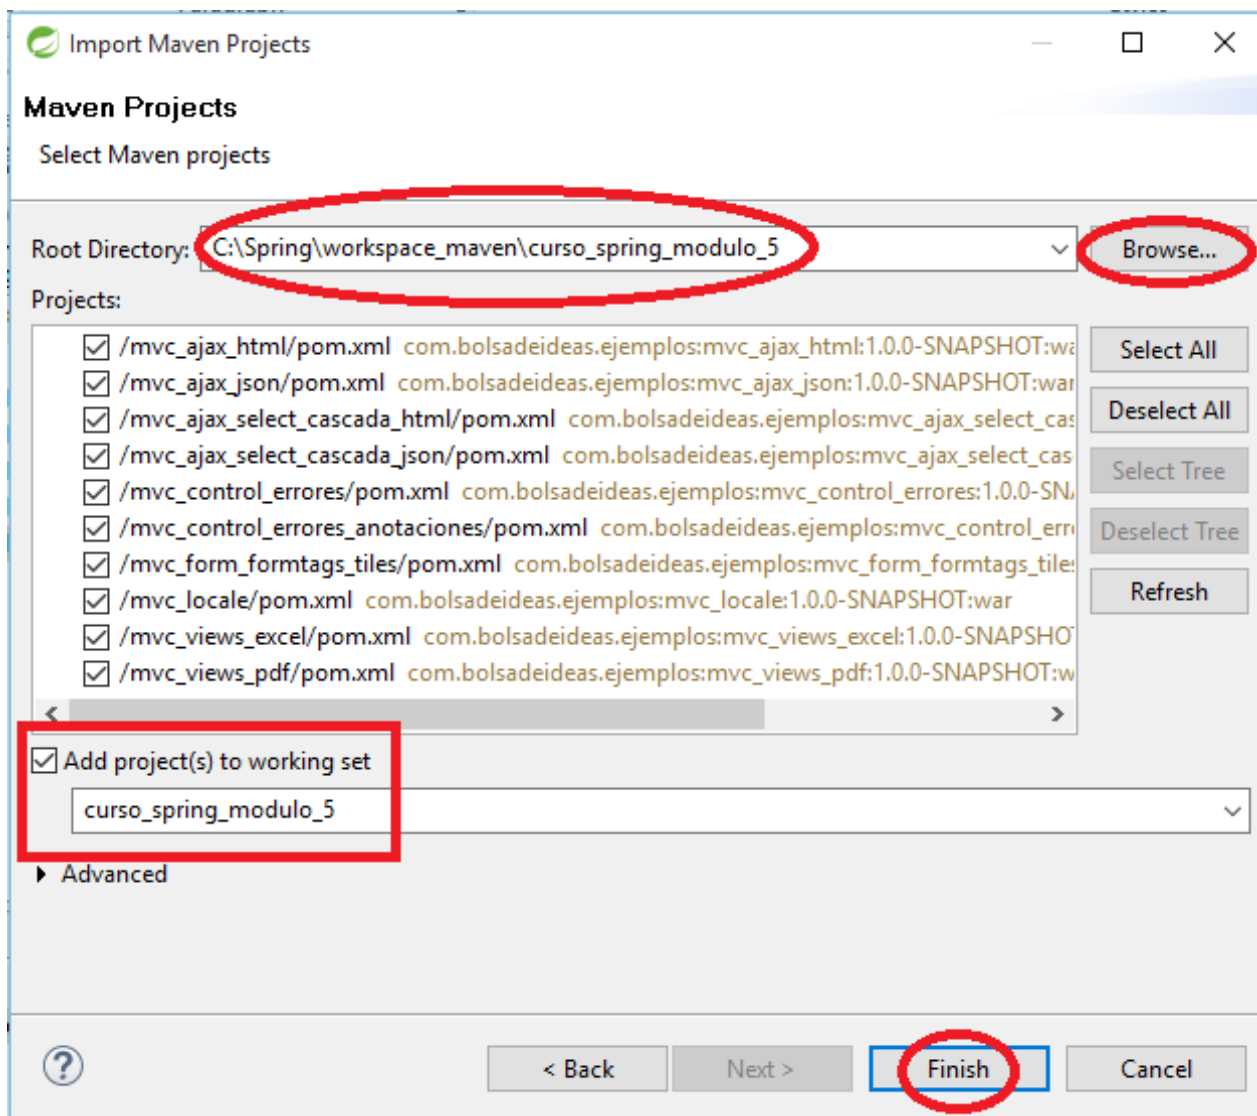 Import Maven Projects
Maven Projects
Select Maven projects
Root Directory: C:\Spring\workspace_maven\curso_spring_modulo_5 Browse...
Projects:
/mvc_ajax_html/pom.xml com.bolsadeideas.ejemplos:mvc_ajax_html:1.0.0-SNAPSHOT:wa
/mvc_ajax_json/pom.xml com.bolsadeideas.ejemplos:mvc_ajax_json:1.0.0-SNAPSHOT:war
/mvc_ajax_select_cascada_html/pom.xml com.bolsadeideas.ejemplos:mvc_ajax_select_cas
/mvc_ajax_select_cascada_json/pom.xml com.bolsadeideas.ejemplos:mvc_ajax_select_cas
/mvc_control_errores/pom.xml com.bolsadeideas.ejemplos:mvc_control_errores:1.0.0-SN
/mvc_control_errores_anotaciones/pom.xml com.bolsadeideas.ejemplos:mvc_control_erro
/mvc_form_formtags_tiles/pom.xml com.bolsadeideas.ejemplos:mvc_form_formtags_tiles:
/mvc_locale/pom.xml com.bolsadeideas.ejemplos:mvc_locale:1.0.0-SNAPSHOT:war
/mvc_views_excel/pom.xml com.bolsadeideas.ejemplos:mvc_views_excel:1.0.0-SNAPSHO
/mvc_views_pdf/pom.xml com.bolsadeideas.ejemplos:mvc_views_pdf:1.0.0-SNAPSHOT:w
Select All
Deselect All
Select Tree
Deselect Tree
Refresh
Add project(s) to working set
curso_spring_modulo_5
Advanced
?
< Back Next > Finish Cancel